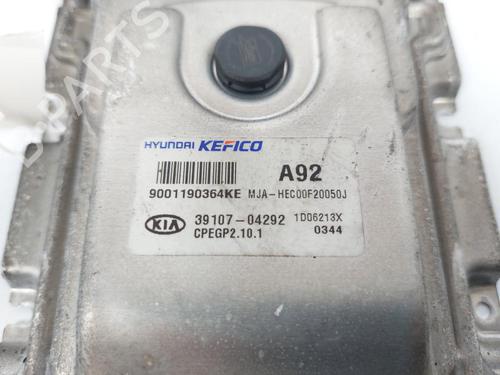 HYUNDAI KEFICO
A92
9001190364KE MJA-HEC00F20050J
KIA 39107-04292 1D06213X
CPEGP2.10.1 0344